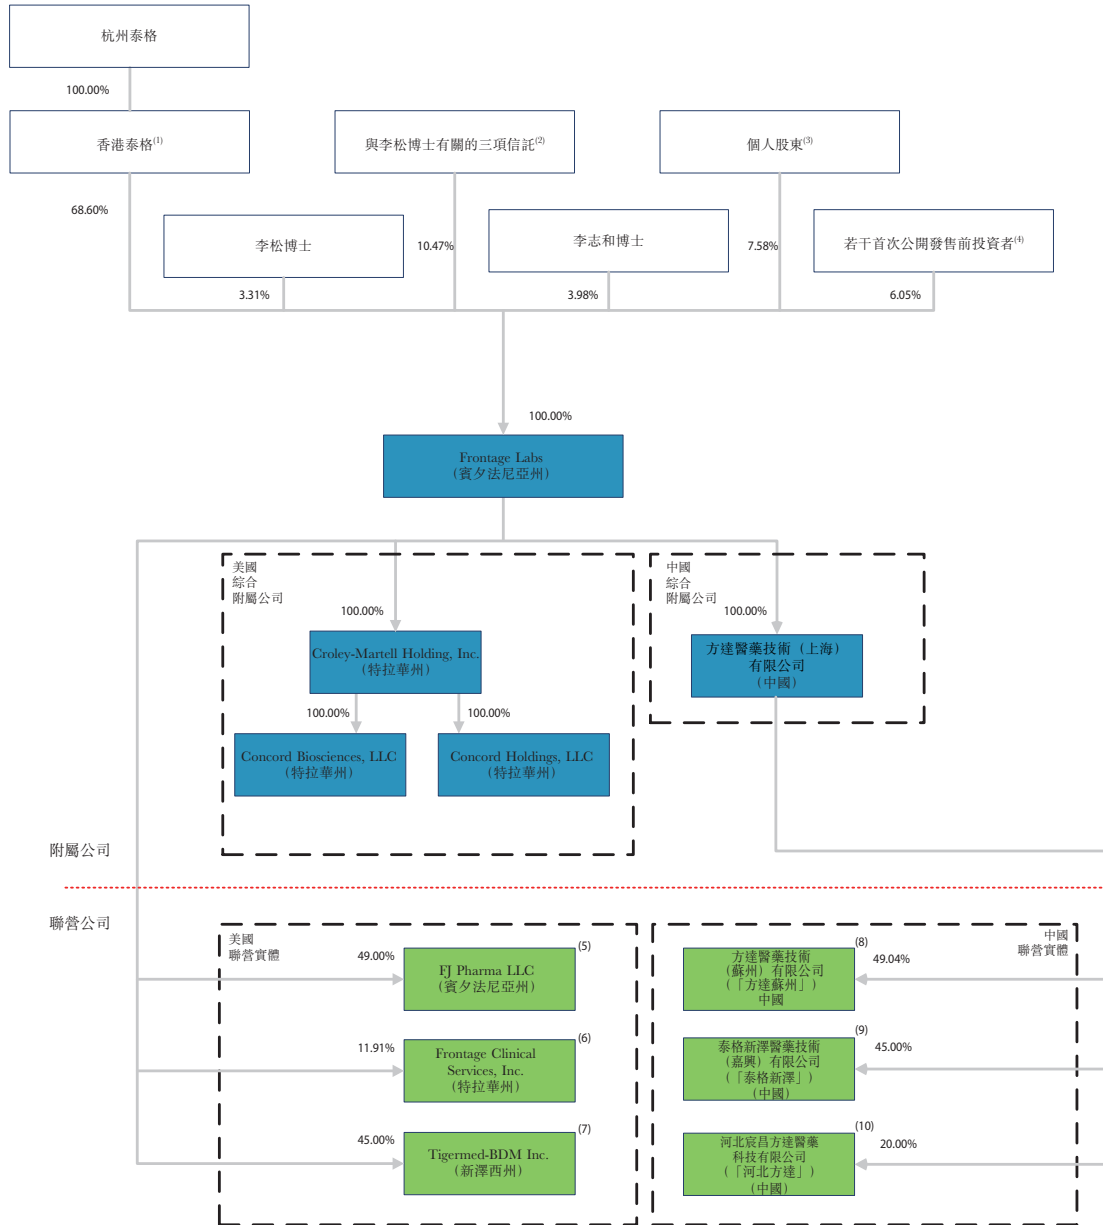 杭州泰格
100.00%
香港泰格(1)
與李松博士有關的三項信託(2)
個人股東(3)
68.60%
李松博士
10.47%
李志和博士
7.58%
若干首次公開發售前投資者(4)
3.31%
3.98%
6.05%
100.00%
Frontage Labs
(賓夕法尼亞州)
美國
綜合
附屬公司
中國
綜合
附屬公司
100.00%
100.00%
Croley-Martell Holding, Inc.
(特拉華州)
方達醫藥技術(上海)
有限公司
(中國)
100.00%
100.00%
Concord Biosciences, LLC
(特拉華州)
Concord Holdings, LLC
(特拉華州)
附屬公司
聯營公司
美國
聯營實體
中國
聯營實體
49.00%
FJ Pharma LLC
(賓夕法尼亞州)
(5)
方達醫藥技術
(蘇州)有限公司
(「方達蘇州」)
中國
(8)
49.04%
11.91%
Frontage Clinical
Services, Inc.
(特拉華州)
(6)
泰格新澤醫藥技術
(嘉興)有限公司
(「泰格新澤」)
(中國)
(9)
45.00%
45.00%
Tigermed-BDM Inc.
(新澤西州)
(7)
河北宸昌方達醫藥
科技有限公司
(「河北方達」)
(中國)
(10)
20.00%